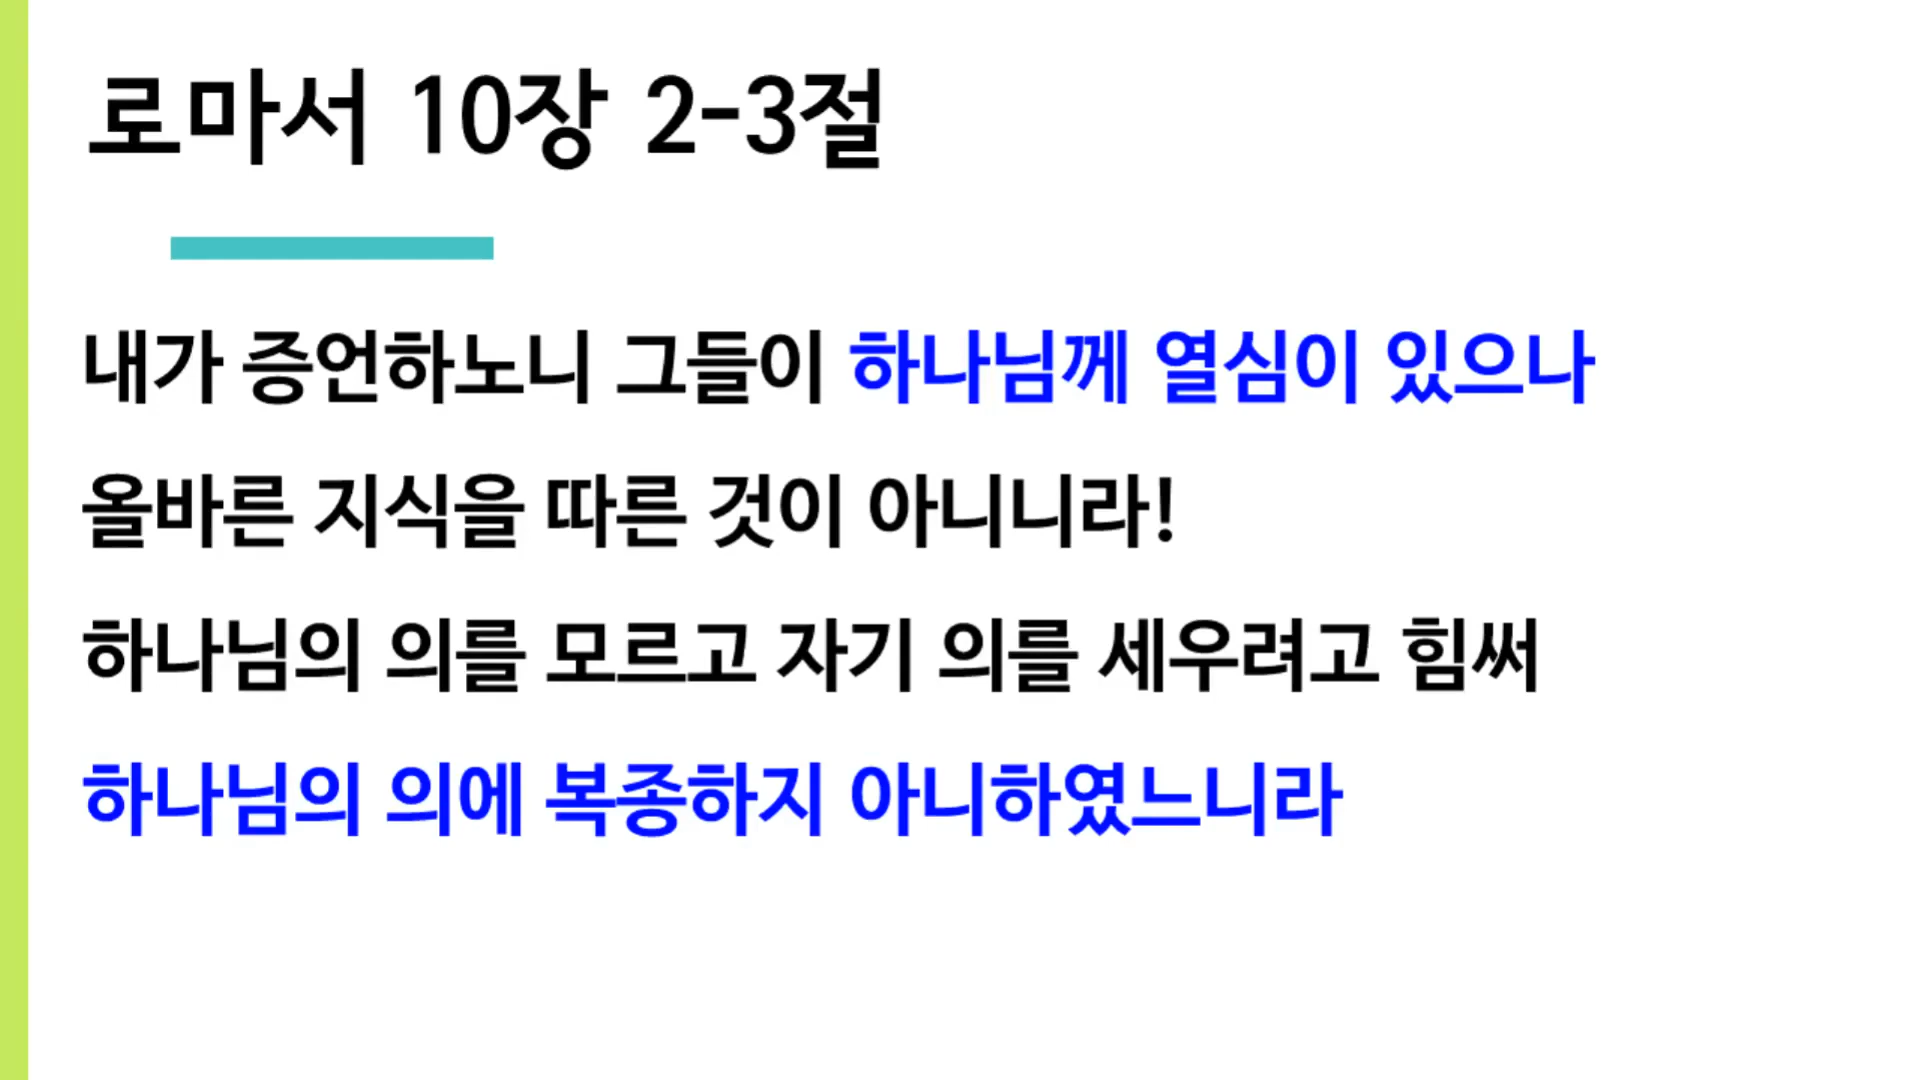 로마서 10장 2-3절
내가 증언하노니 그들이 하나님께 열심이 있으나
올바른 지식을 따른 것이 아니니라!
하나님의 의를 모르고 자기 의를 세우려고 힘써
하나님의 의에 복종하지 아니하였느니라